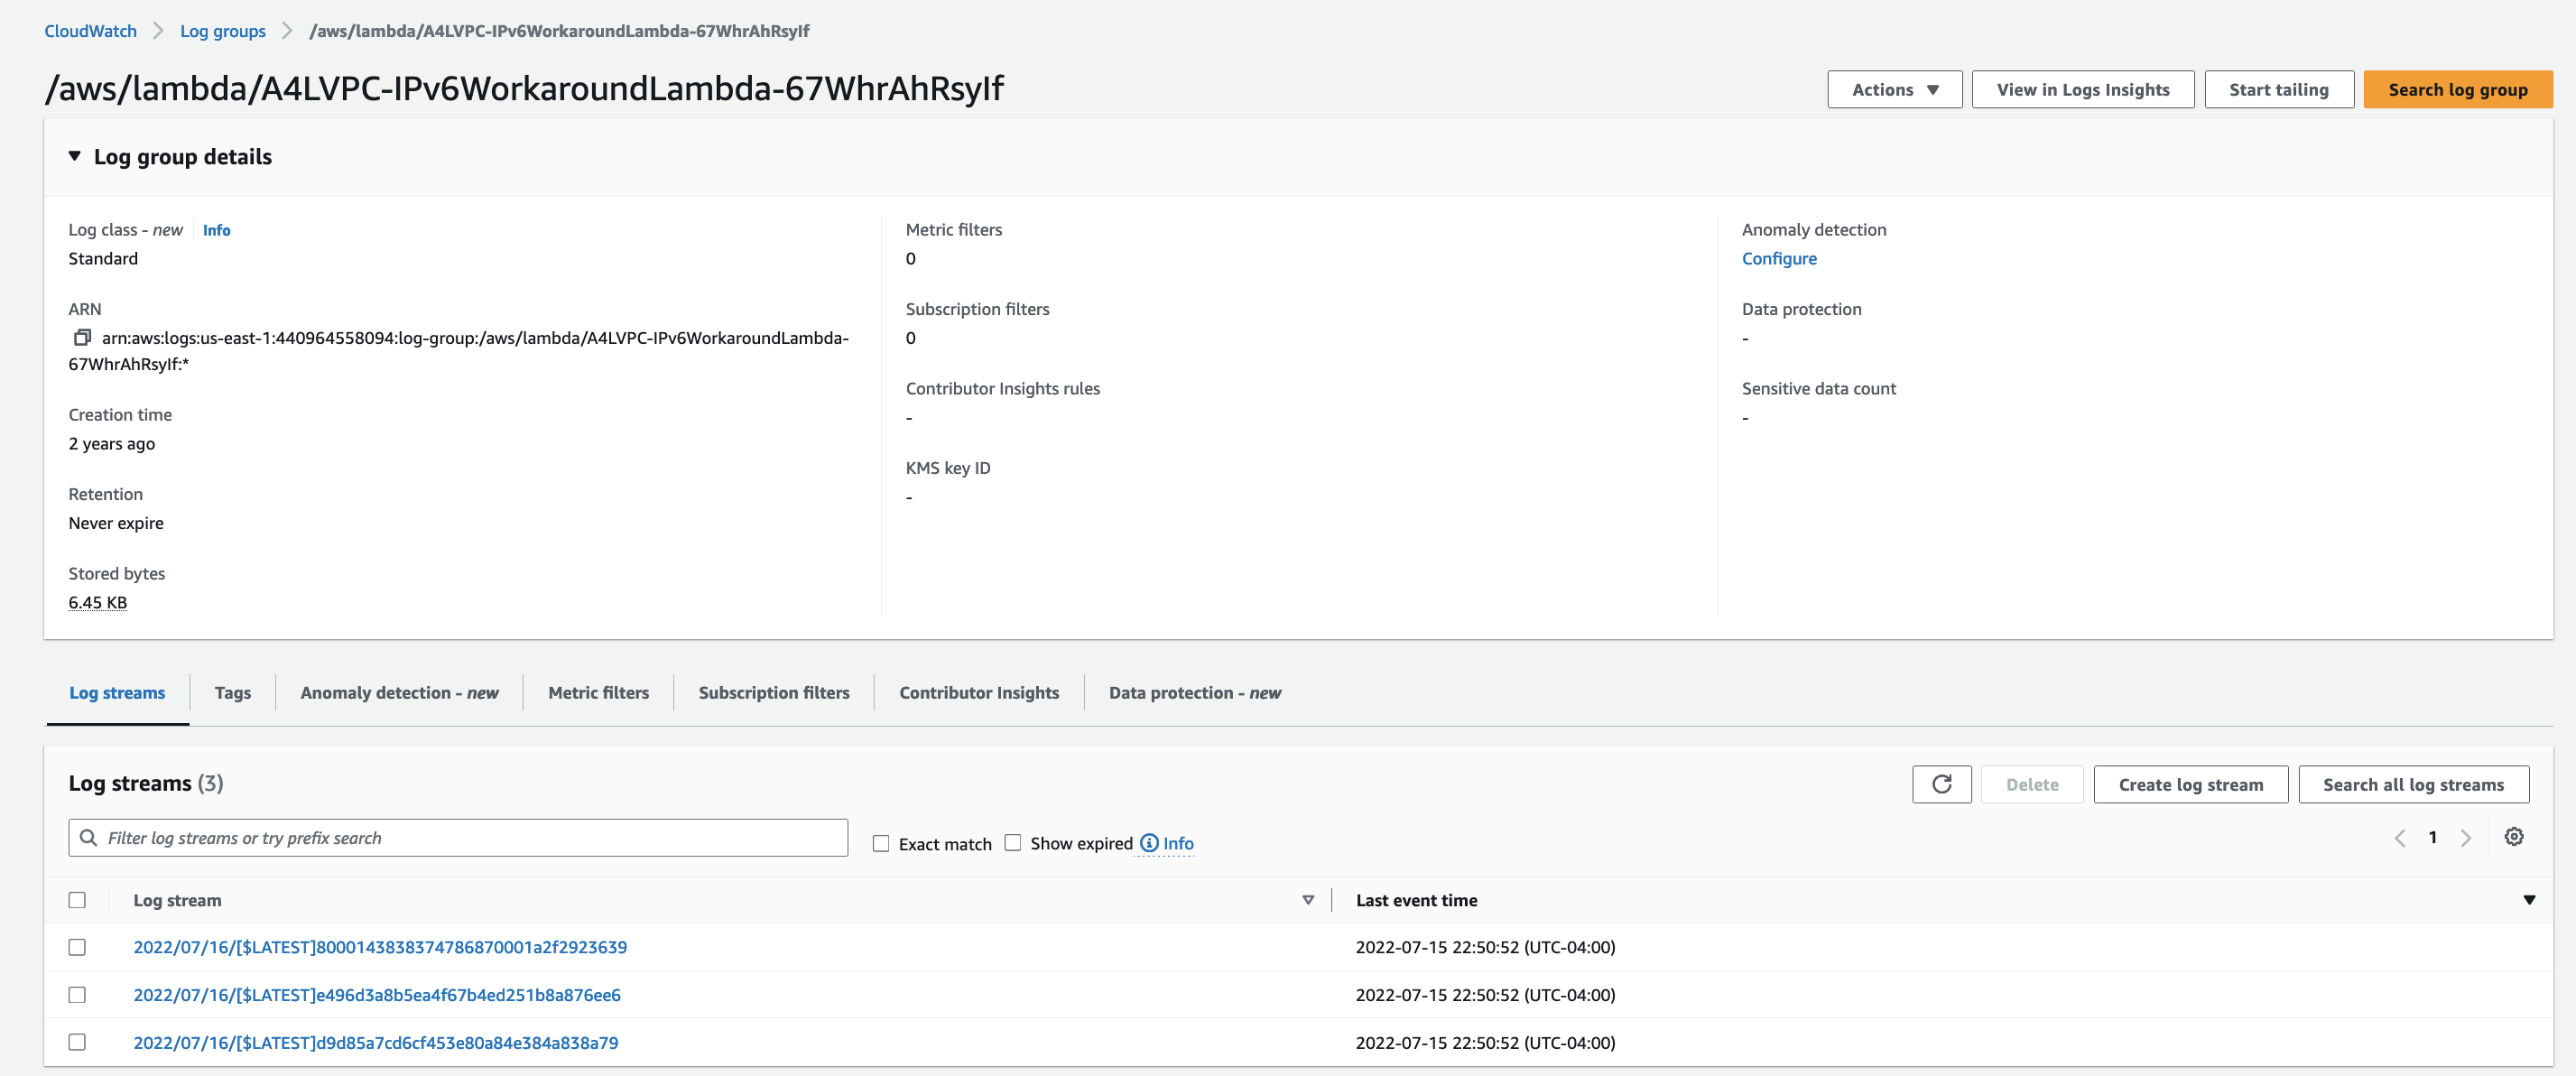 CloudWatch > Log groups > /aws/lambda/A4LVPC-IPv6WorkaroundLambda-67WhrAhRsyIf
/aws/lambda/A4LVPC-IPv6WorkaroundLambda-67WhrAhRsyIf
Actions View in Logs Insights Start tailing Search log group
Log group details
Log class - new Info
Standard
ARN
arn:aws:logs:us-east-1:440964558094:log-group:/aws/lambda/A4LVPC-IPv6WorkaroundLambda-
67WhrAhRsyIf:*
Creation time
2 years ago
Retention
Never expire
Stored bytes
6.45 KB
Metric filters
0
Subscription filters
0
Contributor Insights rules
-
KMS key ID
-
Anomaly detection
Configure
Data protection
-
Sensitive data count
-
Log streams Tags Anomaly detection - new Metric filters Subscription filters Contributor Insights Data protection - new
Log streams (3)
Delete Create log stream Search all log streams
Filter log streams or try prefix search Exact match Show expired Info 1
Log stream Last event time
2022/07/16/[$LATEST]8000143838374786870001a2f2923639 2022-07-15 22:50:52 (UTC-04:00)
2022/07/16/[$LATEST]e496d3a8b5ea4f67b4ed251b8a876ee6 2022-07-15 22:50:52 (UTC-04:00)
2022/07/16/[$LATEST]d9d85a7cd6cf453e80a84e384a838a79 2022-07-15 22:50:52 (UTC-04:00)